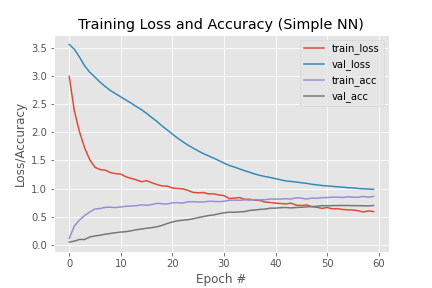 Training Loss and Accuracy (Simple NN)
train_loss
val_loss
train_acc
val_acc
Loss/Accuracy
3.5
3.0
2.5
2.0
1.5
1.0
0.5
0.0
0 10 20 30 40 50 60
Epoch #